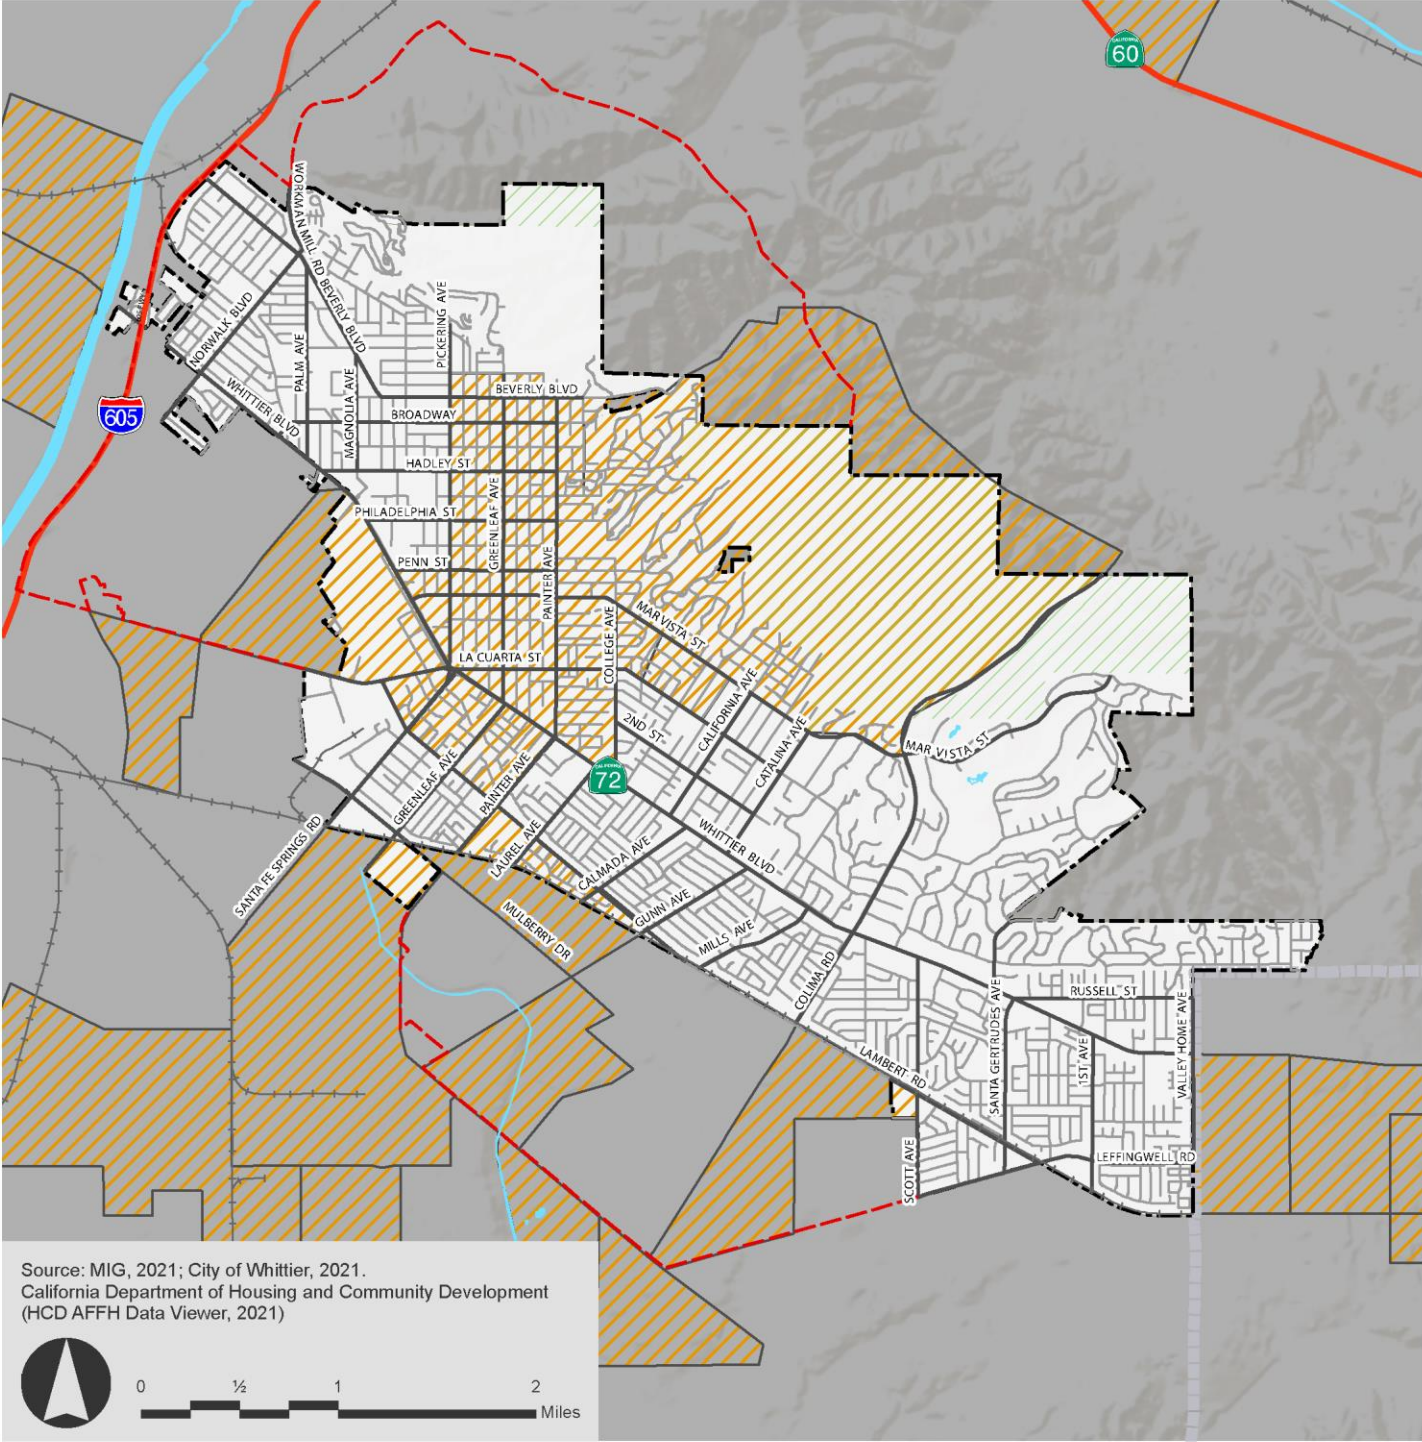 CALIFORNIA
60
WORKMAN MILL RD
NORWALK BLVD
BEVERLY BLVD
PICKERING AVE
PALM AVE
MAGNOLIA AVE
WHITTIER BLVD
605
BEVERLY BLVD
BROADWAY
HADLEY ST
GREENLEAF AVE
PHILADELPHIA ST
PENN ST
PAINTER AVE
COLLEGE AVE
MAR VISTA ST
LA CUARTA ST
2ND ST
CALIFORNIA AVE
CATALINA AVE
MAR VISTA ST
CALIFORNIA
72
GREENLEAF AVE
PAINTER AVE
LAUREL AVE
SANTA FE SPRINGS RD
WHITTIER BLVD
CALMADA AVE
GUNN AVE
MULBERRY DR
MILLS AVE
COLIMA RD
RUSSELL ST
SANTA GERTRUDES AVE
1ST AVE
VALLEY HOME AVE
LAMBERT RD
SCOTT AVE
LEFFINGWELL RD
Source: MIG, 2021; City of Whittier, 2021.
California Department of Housing and Community Development
(HCD AFFH Data Viewer, 2021)
0 ½ 1 2
Miles